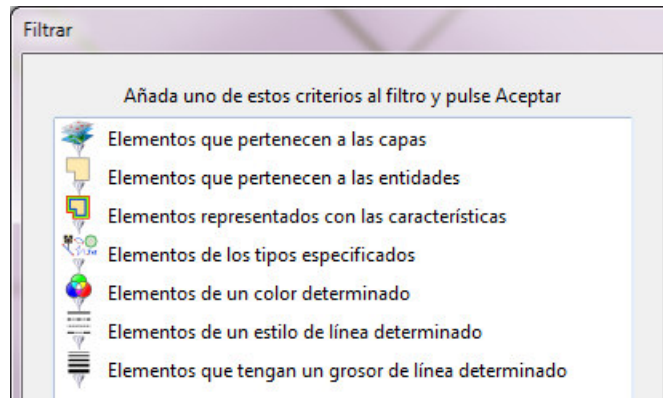 Filtrar
Añada uno de estos criterios al filtro y pulse Aceptar
Elementos que pertenecen a las capas
Elementos que pertenecen a las entidades
Elementos representados con las características
Elementos de los tipos especificados
Elementos de un color determinado
Elementos de un estilo de línea determinado
Elementos que tengan un grosor de línea determinado